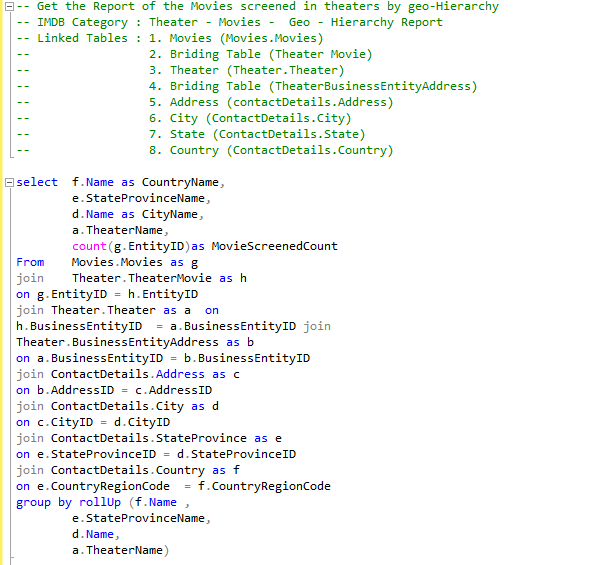 -- Get the Report of the Movies screened in theaters by geo-Hierarchy
-- IMDB Category : Theater - Movies -  Geo - Hierarchy Report
-- Linked Tables : 1. Movies (Movies.Movies)
--                 2. Briding Table (Theater Movie)
--                 3. Theater (Theater.Theater)
--                 4. Briding Table (TheaterBusinessEntityAddress)
--                 5. Address (contactDetails.Address)
--                 6. City (ContactDetails.City)
--                 7. State (ContactDetails.State)
--                 8. Country (ContactDetails.Country)
select  f.Name as CountryName,
        e.StateProvinceName,
        d.Name as CityName,
        a.TheaterName,
        count(g.EntityID)as MovieScreenedCount
From    Movies.Movies as g
join    Theater.TheaterMovie as h
on g.EntityID = h.EntityID
join Theater.Theater as a  on
h.BusinessEntityID  = a.BusinessEntityID join
Theater.BusinessEntityAddress as b
on a.BusinessEntityID = b.BusinessEntityID
join ContactDetails.Address as c
on b.AddressID = c.AddressID
join ContactDetails.City as d
on c.CityID = d.CityID
join ContactDetails.StateProvince as e
on e.StateProvinceID = d.StateProvinceID
join ContactDetails.Country as f
on e.CountryRegionCode  = f.CountryRegionCode
group by rollUp (f.Name ,
        e.StateProvinceName,
        d.Name,
        a.TheaterName)